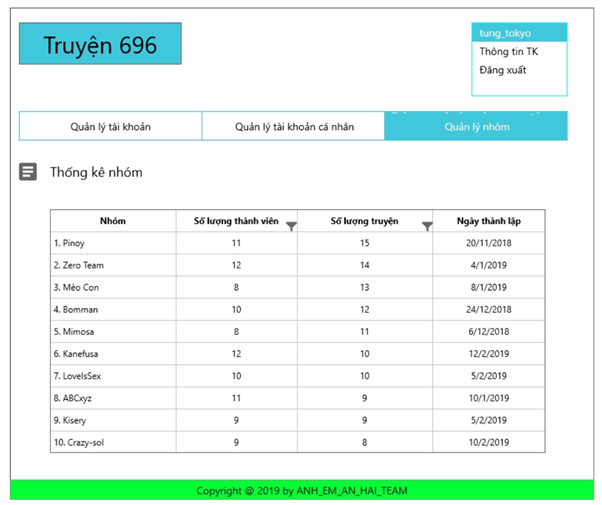 Truyện 696
tung_tokyo
Thông tin TK
Đăng xuất
Quản lý tài khoản Quản lý tài khoản cá nhân Quản lý nhóm
Thống kê nhóm
Nhóm Số lượng thành viên Số lượng truyện Ngày thành lập
1. Pinoy 11 15 20/11/2018
2. Zero Team 12 14 4/1/2019
3. Mèo Con 8 13 8/1/2019
4. Bomman 10 12 24/12/2018
5. Mimosa 8 11 6/12/2018
6. Kanefusa 12 10 12/2/2019
7. LoveIsSex 10 10 5/2/2019
8. ABCxyz 11 9 10/1/2019
9. Kisery 9 9 5/2/2019
10. Crazy-sol 9 8 10/2/2019
Copyright @ 2019 by ANH_EM_AN_HAI_TEAM